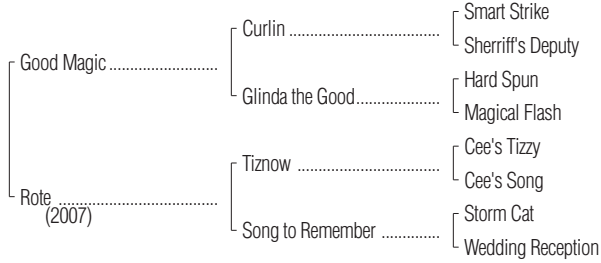 Smart Strike
Curlin
Sherriff's Deputy
Good Magic
Hard Spun
Glinda the Good
Magical Flash
Cee's Tizzy
Tiznow
Cee's Song
Rote
(2007)
Storm Cat
Song to Remember
Wedding Reception